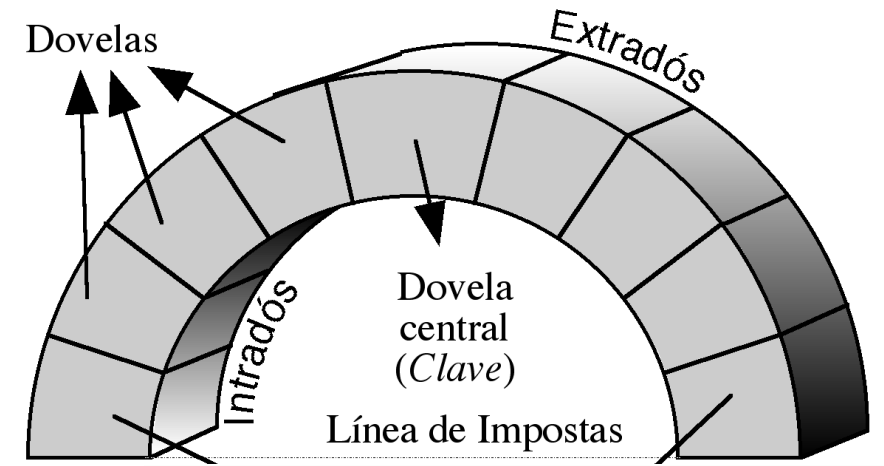 Dovelas
Extradós
Intradós
Dovela
central
(Clave)
Línea de Impostas